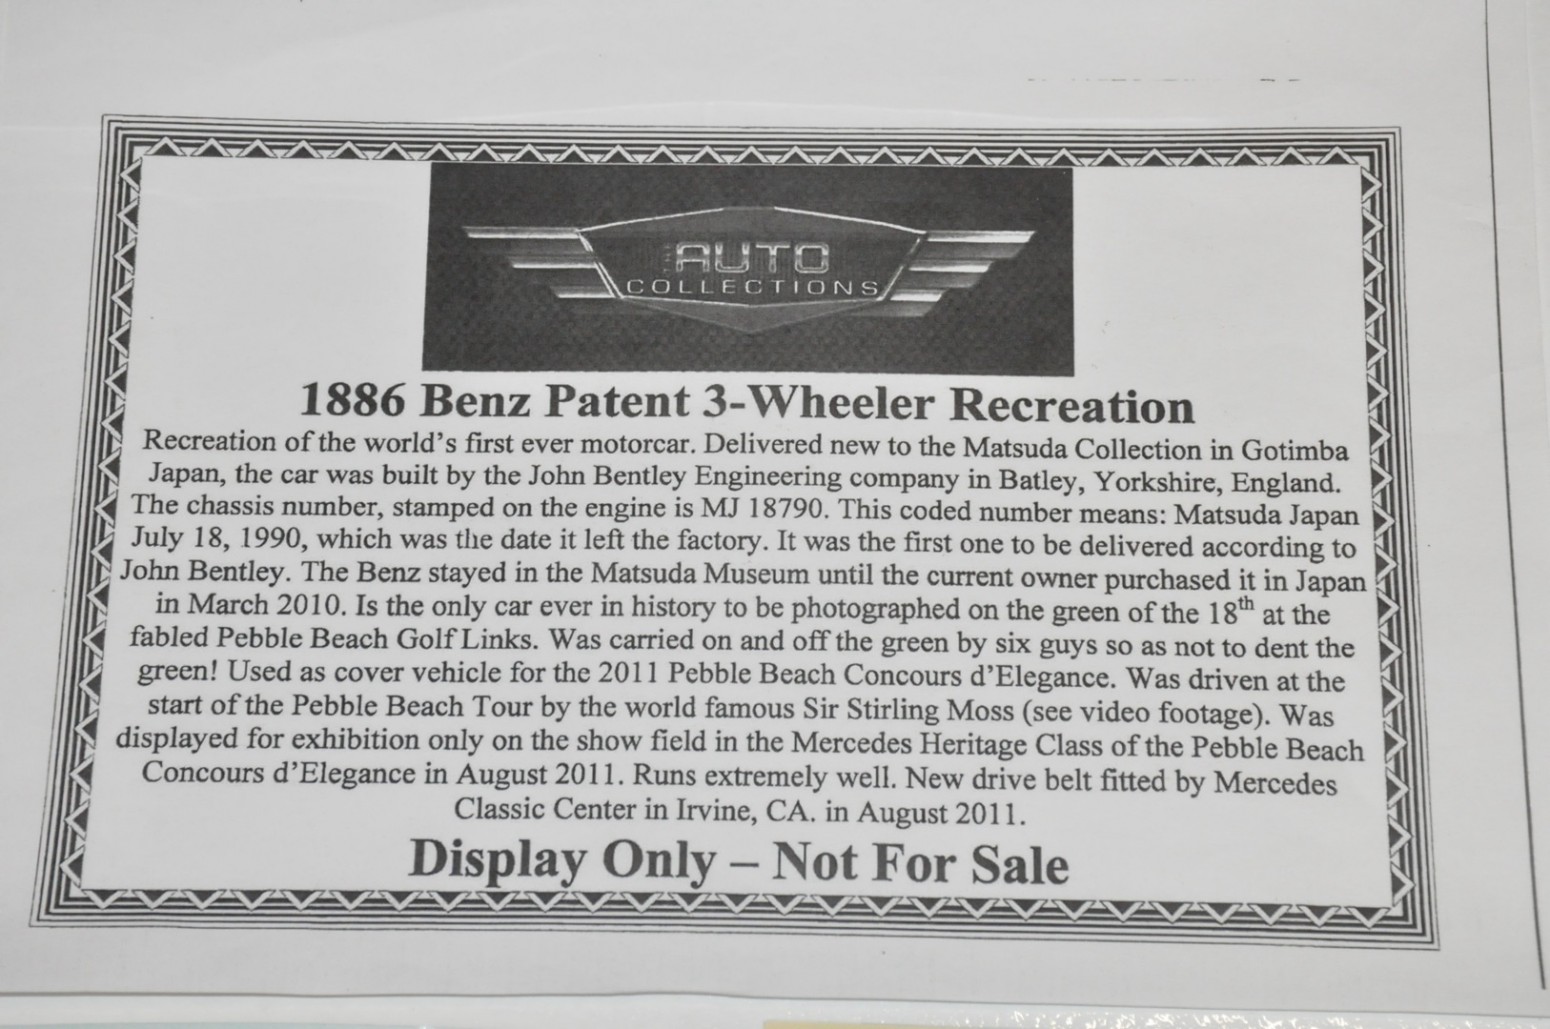 THE AUTO
COLLECTIONS
1886 Benz Patent 3-Wheeler Recreation
Recreation of the world's first ever motorcar. Delivered new to the Matsuda Collection in Gotimba
Japan, the car was built by the John Bentley Engineering company in Batley, Yorkshire, England.
The chassis number, stamped on the engine is MJ 18790. This coded number means: Matsuda Japan
July 18, 1990, which was the date it left the factory. It was the first one to be delivered according to
John Bentley. The Benz stayed in the Matsuda Museum until the current owner purchased it in Japan
in March 2010. Is the only car ever in history to be photographed on the green of the 18th at the
fabled Pebble Beach Golf Links. Was carried on and off the green by six guys so as not to dent the
green! Used as cover vehicle for the 2011 Pebble Beach Concours d'Elegance. Was driven at the
start of the Pebble Beach Tour by the world famous Sir Stirling Moss (see video footage). Was
displayed for exhibition only on the show field in the Mercedes Heritage Class of the Pebble Beach
Concours d'Elegance in August 2011. Runs extremely well. New drive belt fitted by Mercedes
Classic Center in Irvine, CA. in August 2011.
Display Only – Not For Sale